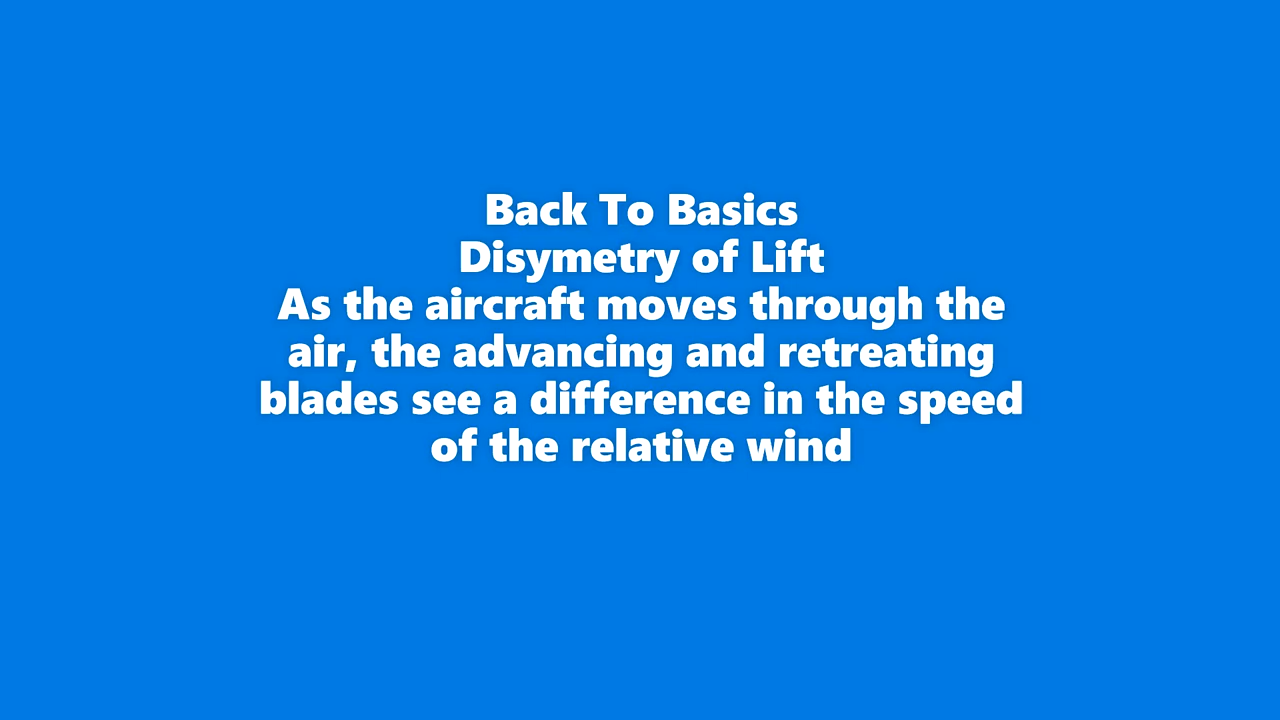 Back To Basics
Disymetry of Lift
As the aircraft moves through the
air, the advancing and retreating
blades see a difference in the speed
of the relative wind